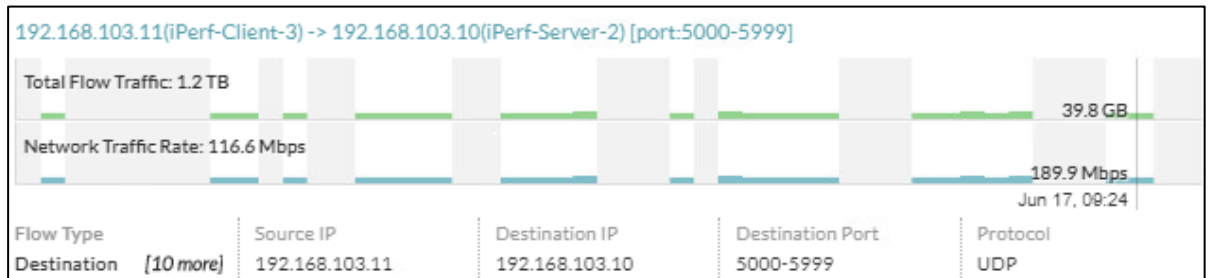 192.168.103.11(iPerf-Client-3) -> 192.168.103.10(iPerf-Server-2) [port:5000-5999]
Total Flow Traffic: 1.2 TB
39.8 GB
Network Traffic Rate: 116.6 Mbps
189.9 Mbps
Jun 17, 09:24
Flow Type Source IP Destination IP Destination Port Protocol
Destination [10 more] 192.168.103.11 192.168.103.10 5000-5999 UDP